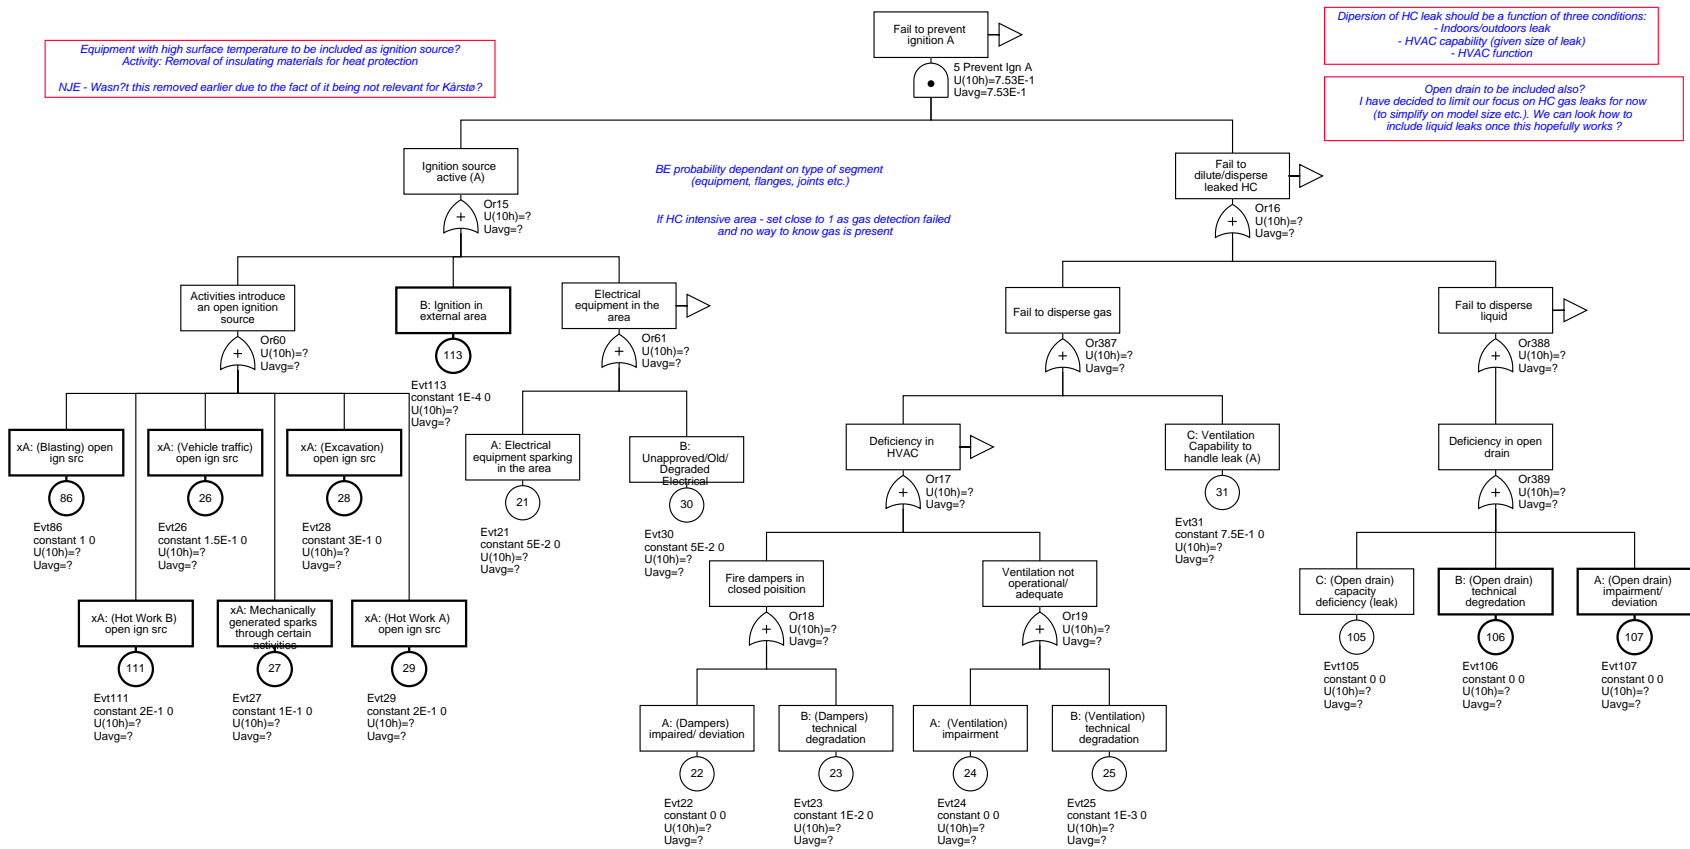 Fail to prevent
ignition A
5 Prevent Ign A
U(10h)=7.53E-1
Uavg=7.53E-1
Equipment with high surface temperature to be included as ignition source?
Activity: Removal of insulating materials for heat protection
NJE - Wasn?t this removed earlier due to the fact of it being not relevant for Kårstø?
Dipersion of HC leak should be a function of three conditions:
- Indoors/outdoors leak
- HVAC capability (given size of leak)
- HVAC function
Open drain to be included also?
I have decided to limit our focus on HC gas leaks for now
(to simplify on model size etc.). We can look how to
include liquid leaks once this hopefully works ?
Ignition source
active (A)
Or15
U(10h)=?
Uavg=?
BE probability dependant on type of segment
(equipment, flanges, joints etc.)
If HC intensive area - set close to 1 as gas detection failed
and no way to know gas is present
Fail to
dilute/disperse
leaked HC
Or16
U(10h)=?
Uavg=?
Activities introduce
an open ignition
source
Or60
U(10h)=?
Uavg=?
B: Ignition in
external area
113
Evt113
constant 1E-4 0
U(10h)=?
Uavg=?
Electrical
equipment in the
area
Or61
U(10h)=?
Uavg=?
Fail to disperse gas
Or387
U(10h)=?
Uavg=?
Fail to disperse
liquid
Or388
U(10h)=?
Uavg=?
xA: (Blasting) open
ign src
86
Evt86
constant 1 0
U(10h)=?
Uavg=?
xA: (Vehicle traffic)
open ign src
26
Evt26
constant 1.5E-1 0
U(10h)=?
Uavg=?
xA: (Excavation)
open ign src
28
Evt28
constant 3E-1 0
U(10h)=?
Uavg=?
A: Electrical
equipment sparking
in the area
21
Evt21
constant 5E-2 0
U(10h)=?
Uavg=?
B:
Unapproved/Old/
Degraded
Electrical
30
Evt30
constant 5E-2 0
U(10h)=?
Uavg=?
Deficiency in
HVAC
Or17
U(10h)=?
Uavg=?
C: Ventilation
Capability to
handle leak (A)
31
Evt31
constant 7.5E-1 0
U(10h)=?
Uavg=?
Deficiency in open
drain
Or389
U(10h)=?
Uavg=?
xA: (Hot Work B)
open ign src
111
Evt111
constant 2E-1 0
U(10h)=?
Uavg=?
xA: Mechanically
generated sparks
through certain
activities
27
Evt27
constant 1E-1 0
U(10h)=?
Uavg=?
xA: (Hot Work A)
open ign src
29
Evt29
constant 2E-1 0
U(10h)=?
Uavg=?
Fire dampers in
closed poisition
Or18
U(10h)=?
Uavg=?
Ventilation not
operational/
adequate
Or19
U(10h)=?
Uavg=?
C: (Open drain)
capacity
deficiency (leak)
105
Evt105
constant 0 0
U(10h)=?
Uavg=?
B: (Open drain)
technical
degredation
106
Evt106
constant 0 0
U(10h)=?
Uavg=?
A: (Open drain)
impairment/
deviation
107
Evt107
constant 0 0
U(10h)=?
Uavg=?
A: (Dampers)
impaired/ deviation
22
Evt22
constant 0 0
U(10h)=?
Uavg=?
B: (Dampers)
technical
degradation
23
Evt23
constant 1E-2 0
U(10h)=?
Uavg=?
A: (Ventilation)
impairment
24
Evt24
constant 0 0
U(10h)=?
Uavg=?
B: (Ventilation)
technical
degradation
25
Evt25
constant 1E-3 0
U(10h)=?
Uavg=?